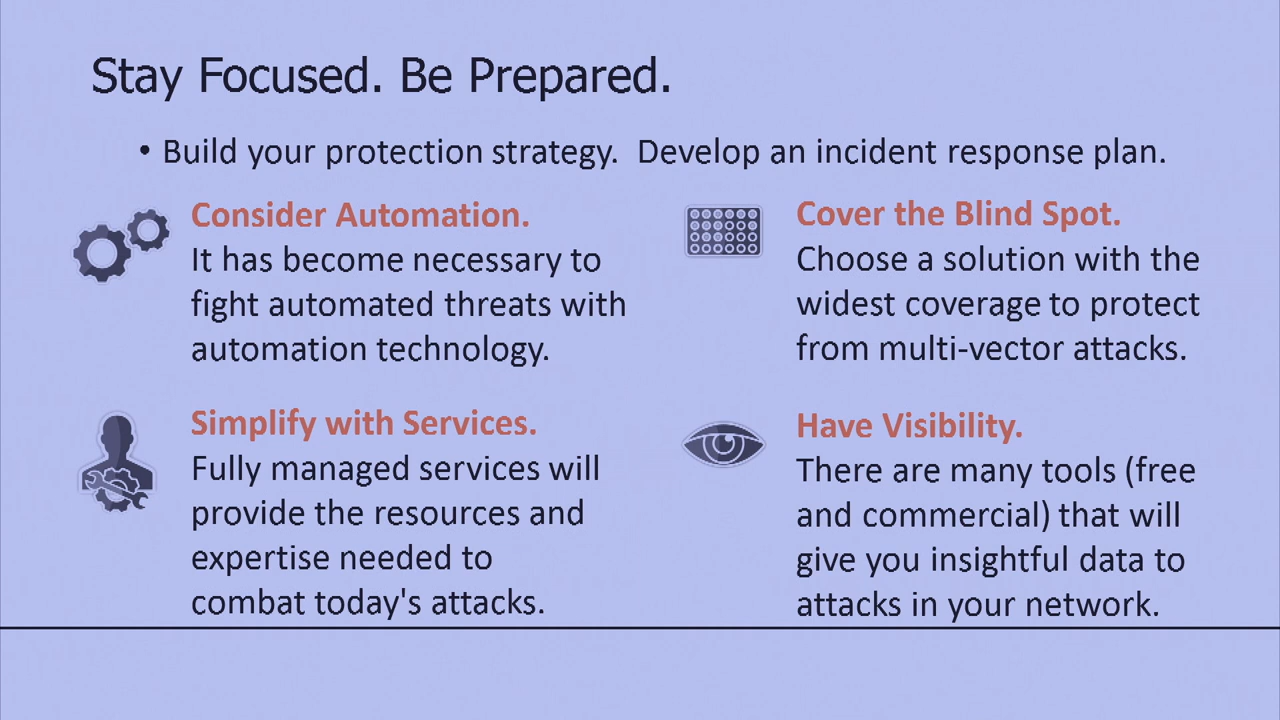 Stay Focused. Be Prepared.
• Build your protection strategy.  Develop an incident response plan.
Consider Automation.
It has become necessary to
fight automated threats with
automation technology.
Cover the Blind Spot.
Choose a solution with the
widest coverage to protect
from multi-vector attacks.
Simplify with Services.
Fully managed services will
provide the resources and
expertise needed to
combat today's attacks.
Have Visibility.
There are many tools (free
and commercial) that will
give you insightful data to
attacks in your network.